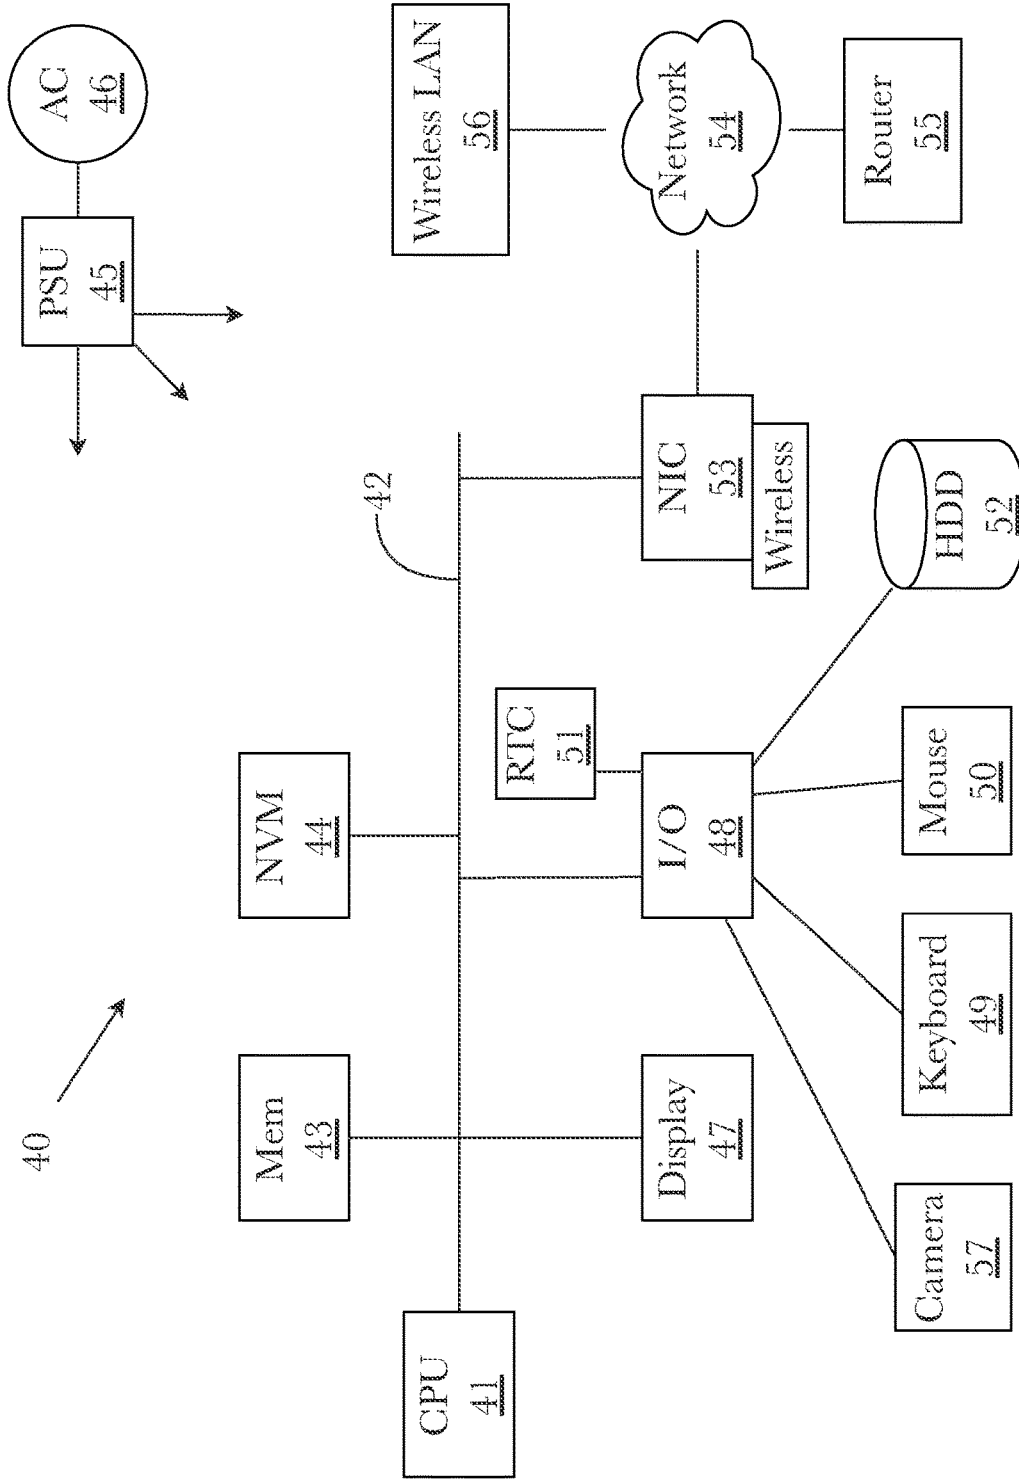 40
AC
46
PSU
45
Mem
43
NVM
44
42
CPU
41
Wireless LAN
56
RTC
51
Display
47
I/O
48
NIC
53
Wireless
Network
54
Router
55
Camera
57
Keyboard
49
Mouse
50
HDD
52